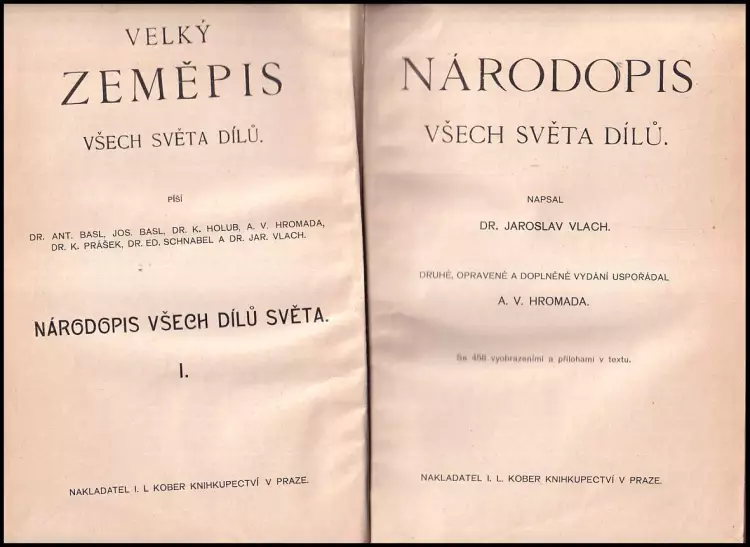 VELKÝ
ZEMĚPIS
VŠECH SVĚTA DÍLŮ.
PÍŠÍ
DR. ANT. BASL, JOS. BASL, DR. K. HOLUB, A. V. HROMADA,
DR. K. PRÁŠEK, DR. ED. SCHNABEL A DR. JAR. VLACH.
NÁRODOPIS VŠECH DÍLŮ SVĚTA.
I.
NAKLADATEL I. L KOBER KNIHKUPECTVÍ V PRAZE.
NÁRODOPIS
VŠECH SVĚTA DÍLŮ.
NAPSAL
DR. JAROSLAV VLACH.
DRUHÉ, OPRAVENÉ A DOPLNĚNÉ VYDÁNÍ USPOŘÁDAL
A. V. HROMADA.
Se 458 vyobrazeními a přílohami v textu.
NAKLADATEL I. L. KOBER KNIHKUPECTVÍ V PRAZE.